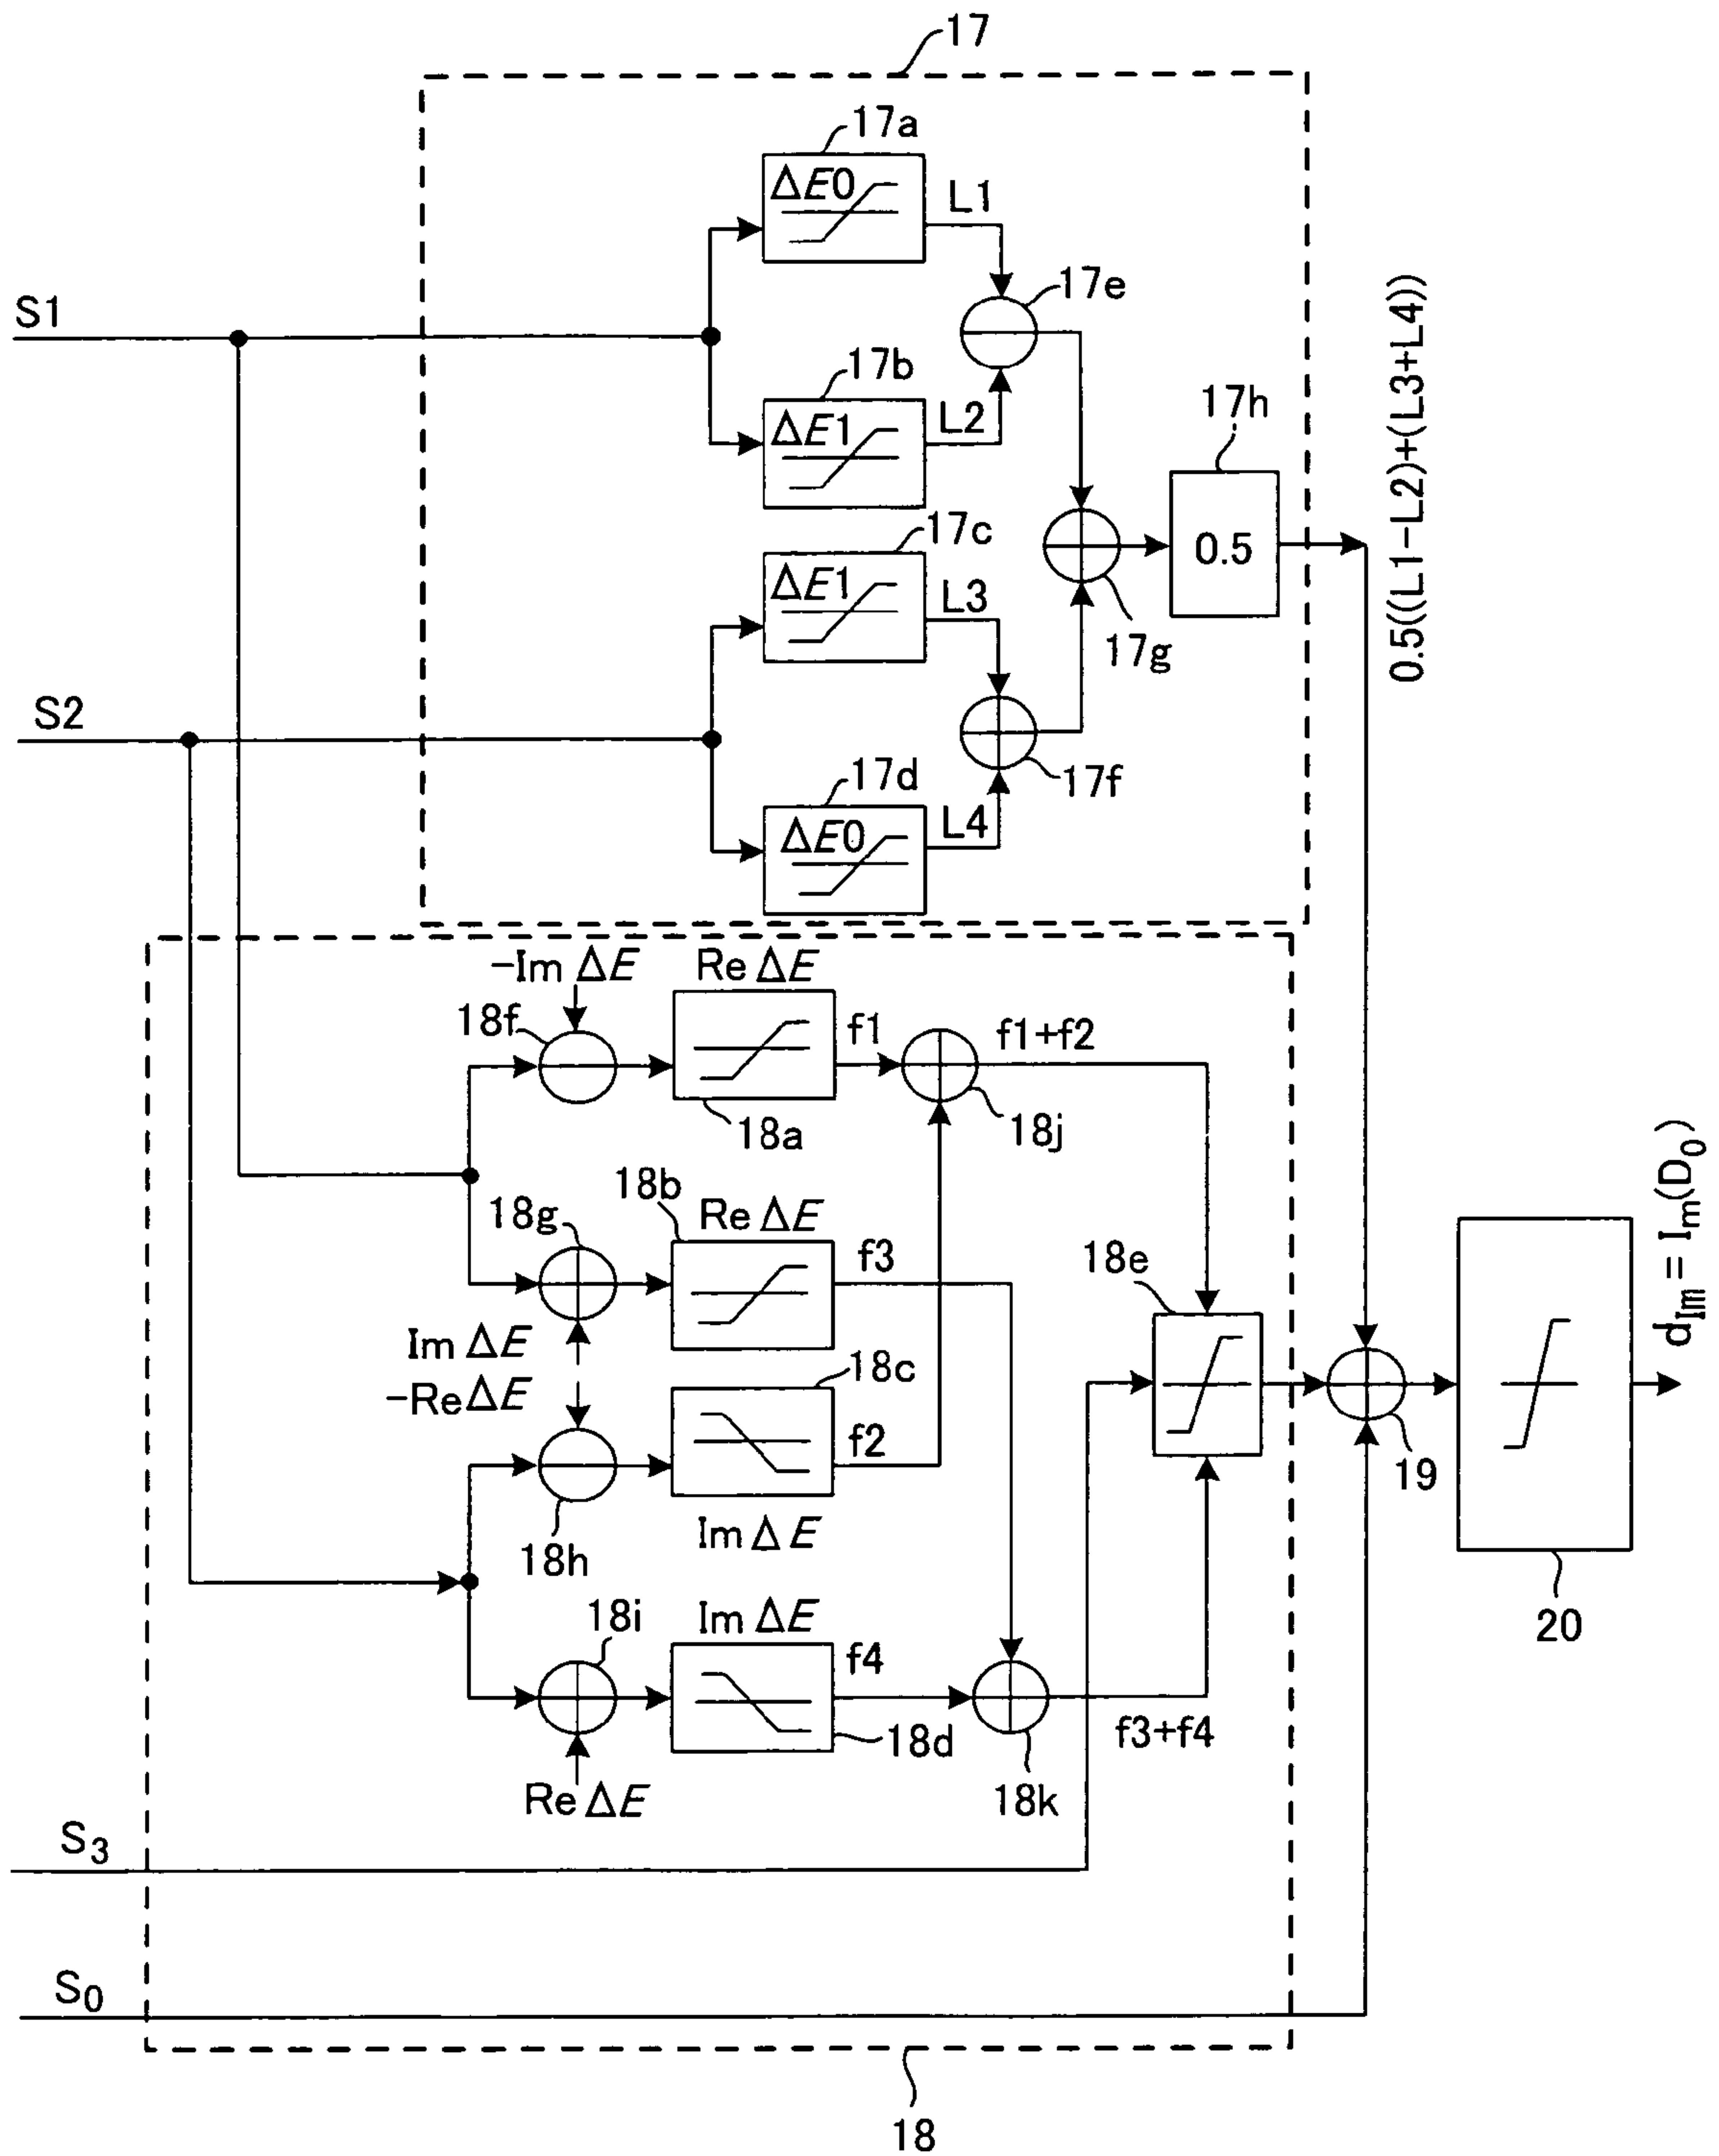 17
17a
ΔE0
L1
S1
17e
17b
ΔE1
L2
17h
0.5
17c
ΔE1
L3
17g
0.5((L1-L2)+(L3+L4))
S2
17f
17d
ΔE0
L4
-Im ΔE
Re ΔE
18f
f1
f1+f2
18a
18j
18b
18g
Re ΔE
f3
18e
dIm = Im(D0)
Im ΔE
-Re ΔE
18c
f2
19
18h
Im ΔE
20
18i
Im ΔE
f4
18d
f3+f4
Re ΔE
18k
S3
S0
18